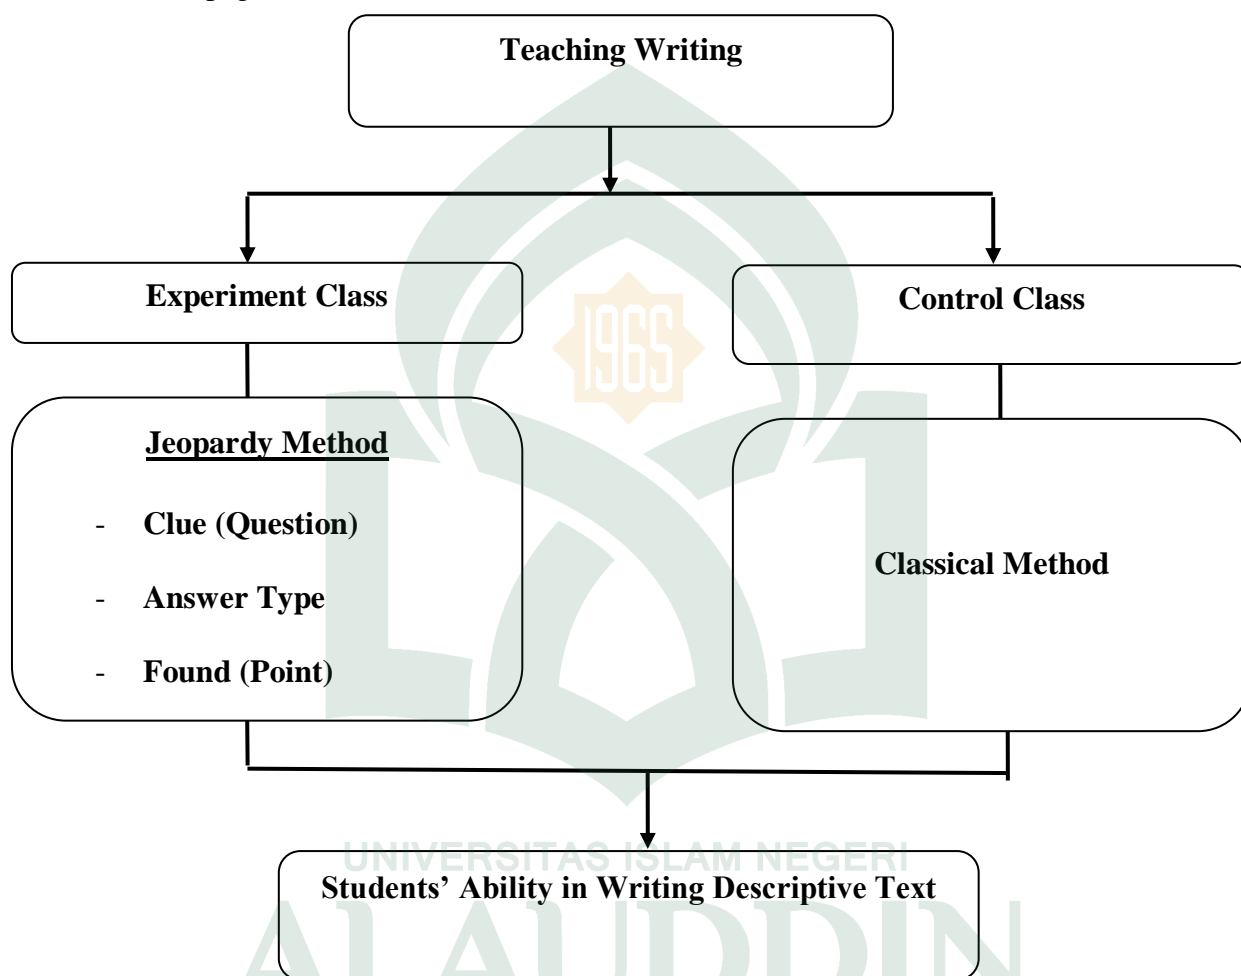 Teaching Writing
Experiment Class
Control Class
Jeopardy Method
- Clue (Question)
- Answer Type
- Found (Point)
Classical Method
1965
UNIVERSITAS ISLAM NEGERI
Students’ Ability in Writing Descriptive Text
ALAUDDIN